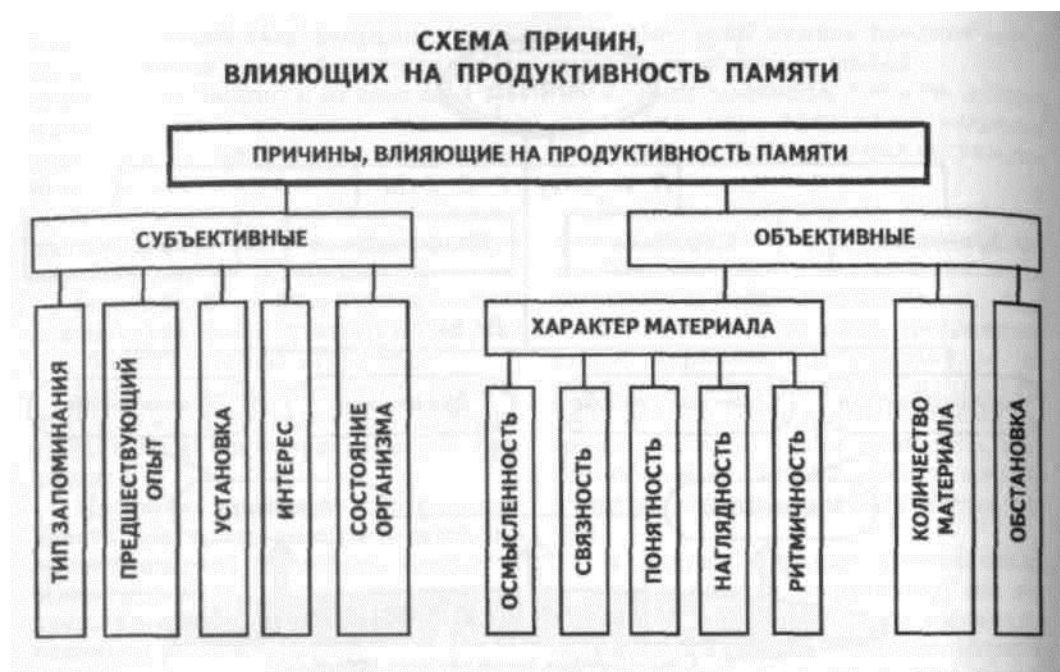 СХЕМА ПРИЧИН,
ВЛИЯЮЩИХ НА ПРОДУКТИВНОСТЬ ПАМЯТИ
ПРИЧИНЫ, ВЛИЯЮЩИЕ НА ПРОДУКТИВНОСТЬ ПАМЯТИ
СУБЪЕКТИВНЫЕ
ОБЪЕКТИВНЫЕ
ТИП ЗАПОМИНАНИЯ
ПРЕДШЕСТВУЮЩИЙ
ОПЫТ
УСТАНОВКА
ИНТЕРЕС
СОСТОЯНИЕ
ОРГАНИЗМА
ХАРАКТЕР МАТЕРИАЛА
ОСМЫСЛЕННОСТЬ
СВЯЗНОСТЬ
ПОНЯТНОСТЬ
НАГЛЯДНОСТЬ
РИТМИЧНОСТЬ
КОЛИЧЕСТВО
МАТЕРИАЛА
ОБСТАНОВКА